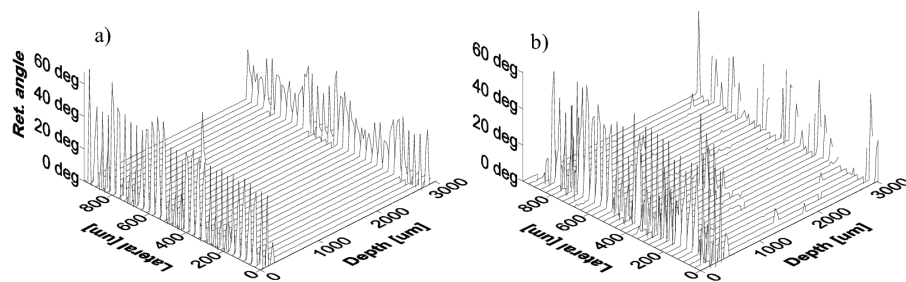 a)
60 deg
40 deg
20 deg
0 deg
Ret. angle
800
600
400
200
0
Lateral [um]
0
1000
2000
3000
Depth [um]
b)
60 deg
40 deg
20 deg
0 deg
800
600
400
200
0
Lateral [um]
0
1000
2000
3000
Depth [um]